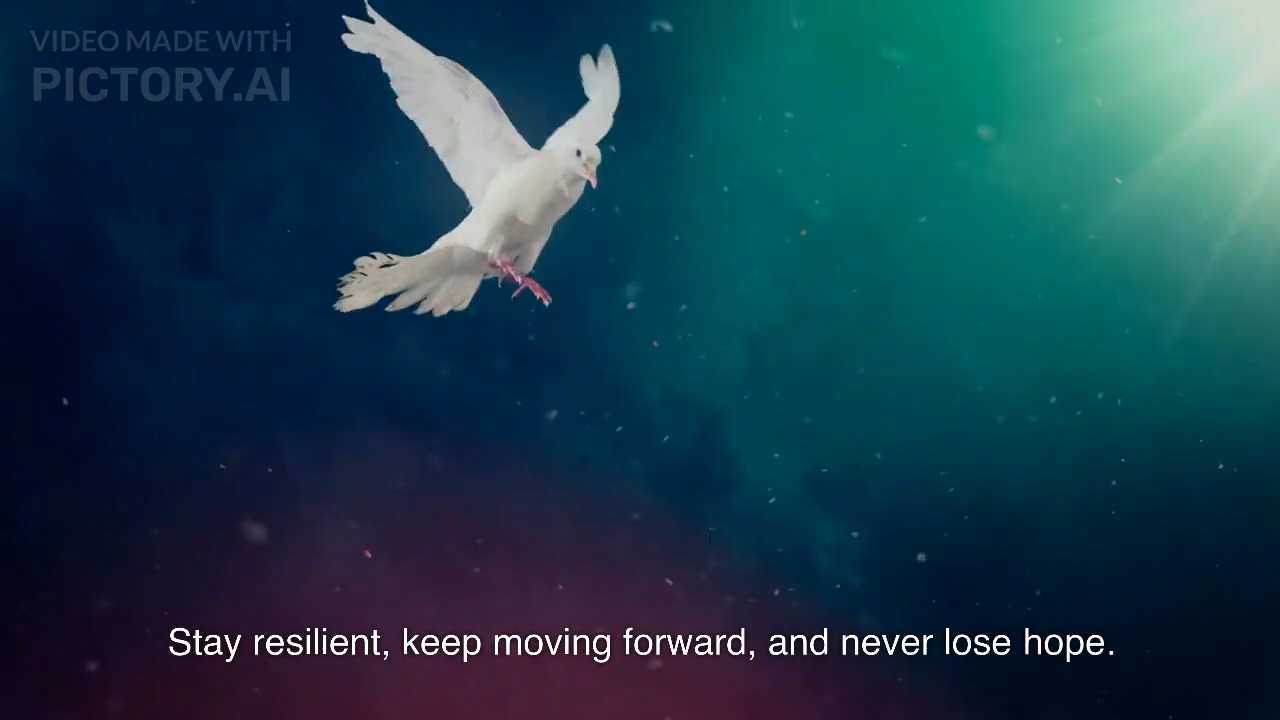 VIDEO MADE WITH
PICTORY.AI
Stay resilient, keep moving forward, and never lose hope.